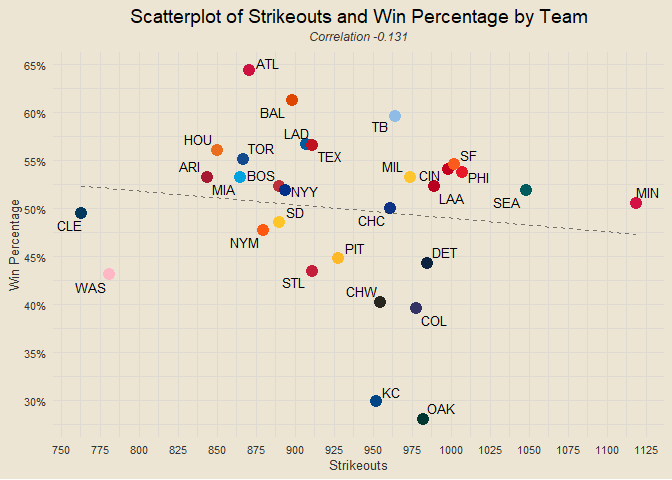 Scatterplot of Strikeouts and Win Percentage by Team
Correlation -0.131
Win Percentage
65%
60%
55%
50%
45%
40%
35%
30%
ATL
BAL
TB
LAD
HOU
TOR
TEX
ARI
BOS
MIL
CIN
SF
PHI
MIA
NYY
LAA
SEA
MIN
CLE
SD
CHC
NYM
PIT
DET
WAS
STL
CHW
COL
KC
OAK
750 775 800 825 850 875 900 925 950 975 1000 1025 1050 1075 1100 1125
Strikeouts